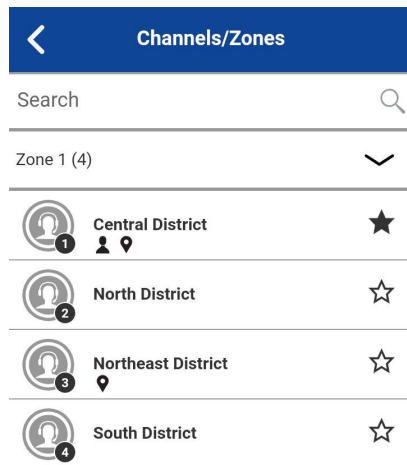 Channels/Zones
Search
Zone 1 (4)
Central District
1
North District
2
Northeast District
3
South District
4